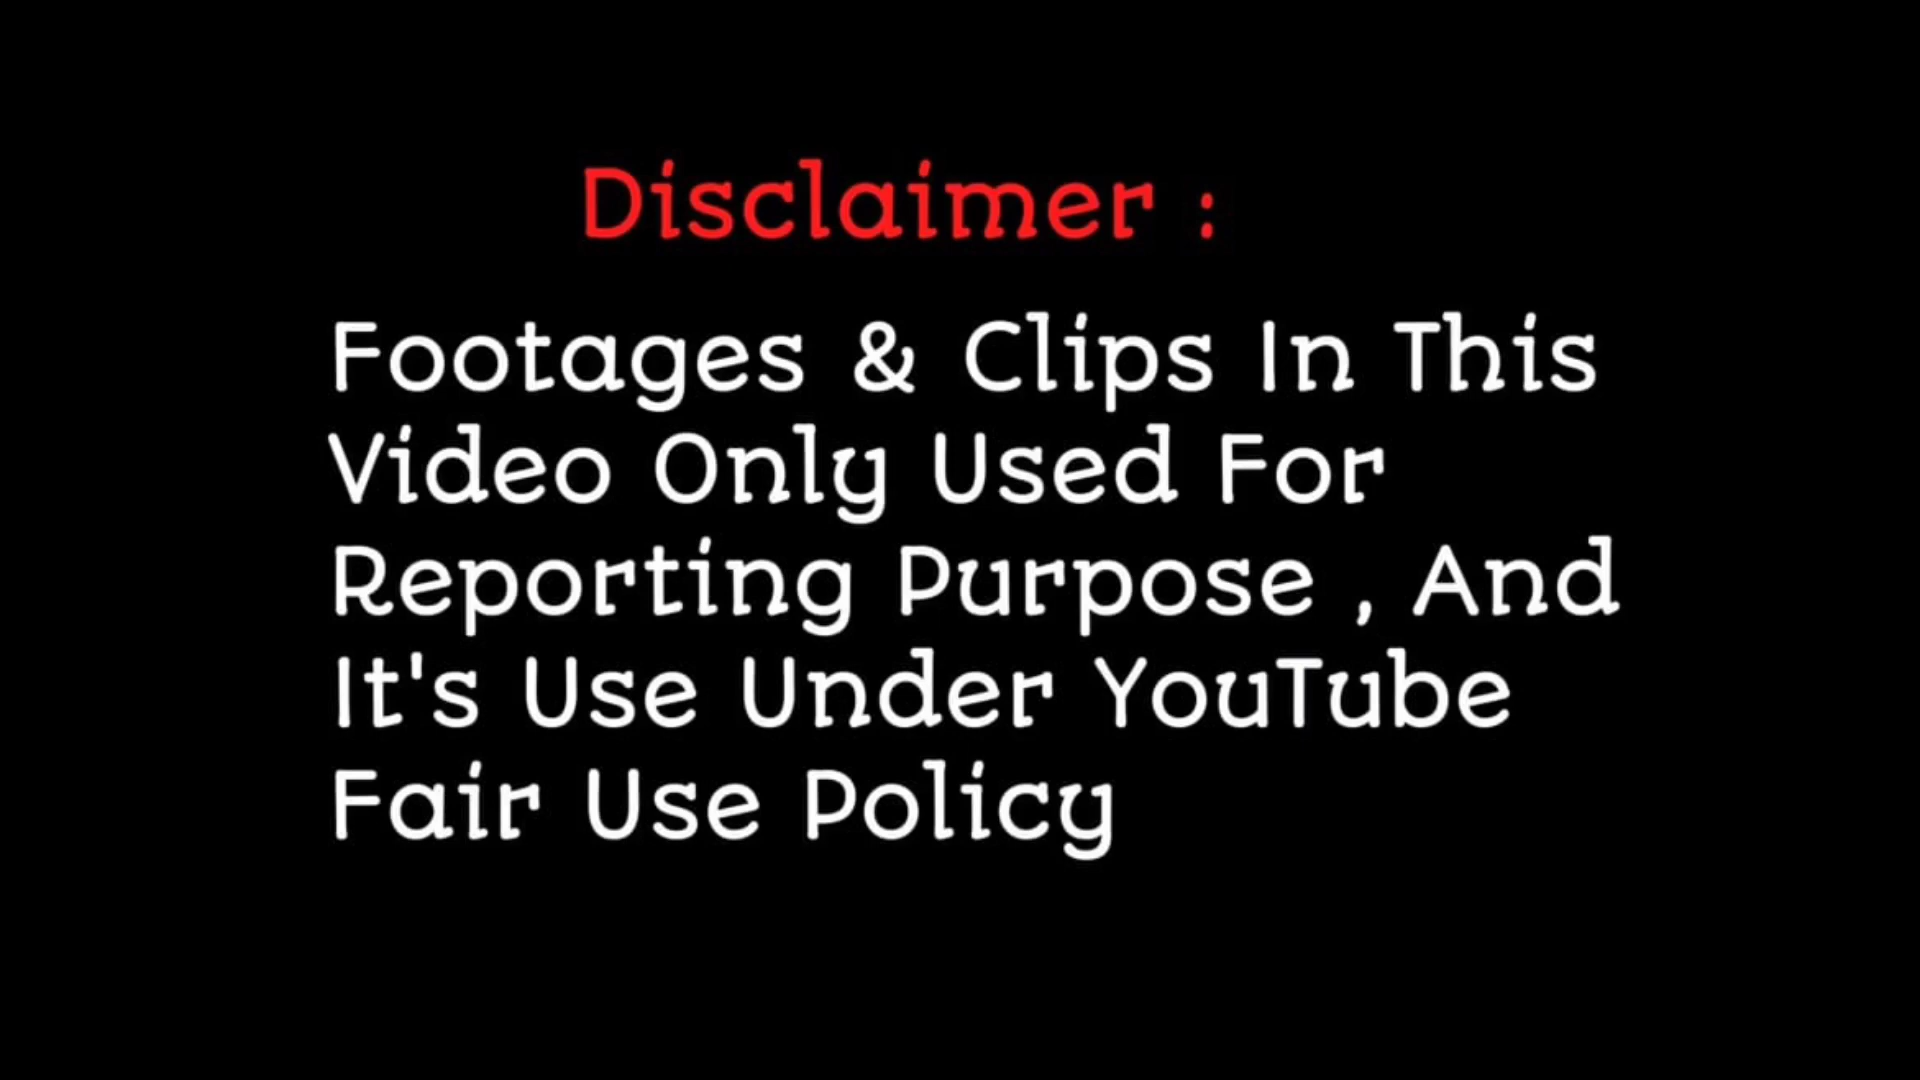 Disclaimer :
Footages & Clips In This
Video Only Used For
Reporting Purpose , And
It's Use Under YouTube
Fair Use Policy